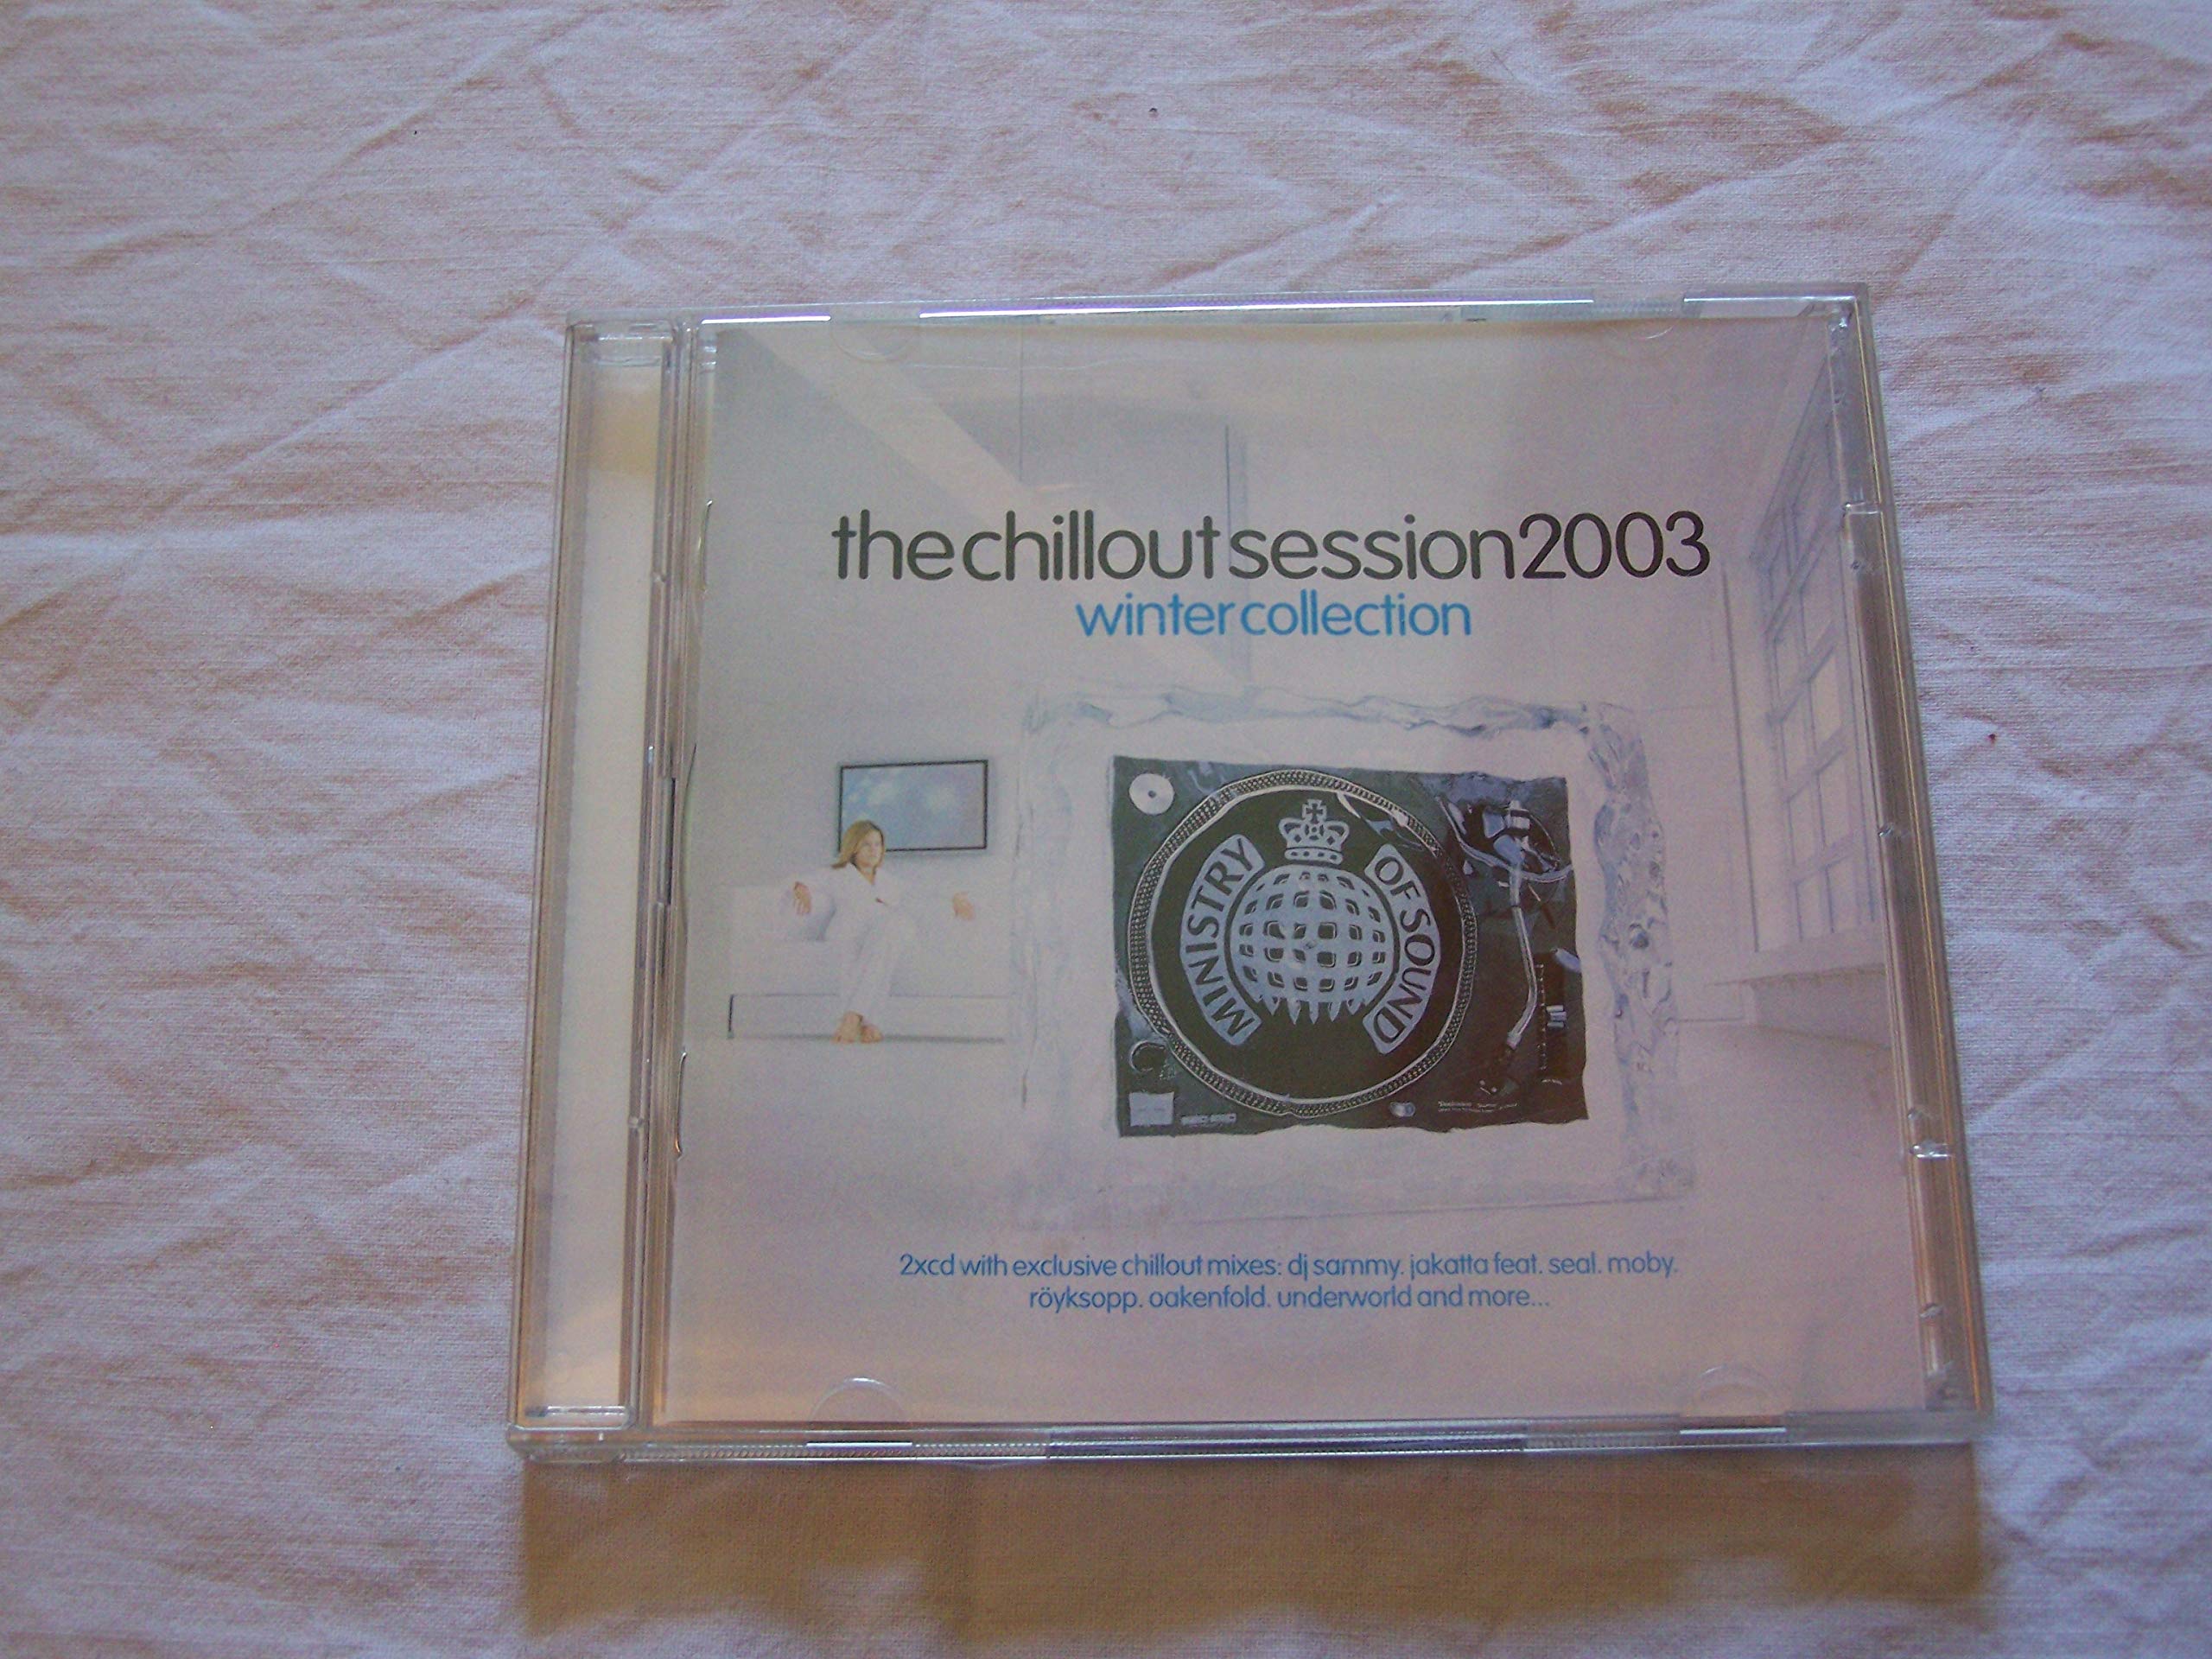 thechilloutsession2003
wintercollection
MINISTRY OF SOUND
2xcd with exclusive chillout mixes: dj sammy. jakatta feat. seal. moby.
röyksopp. oakenfold. underworld and more...